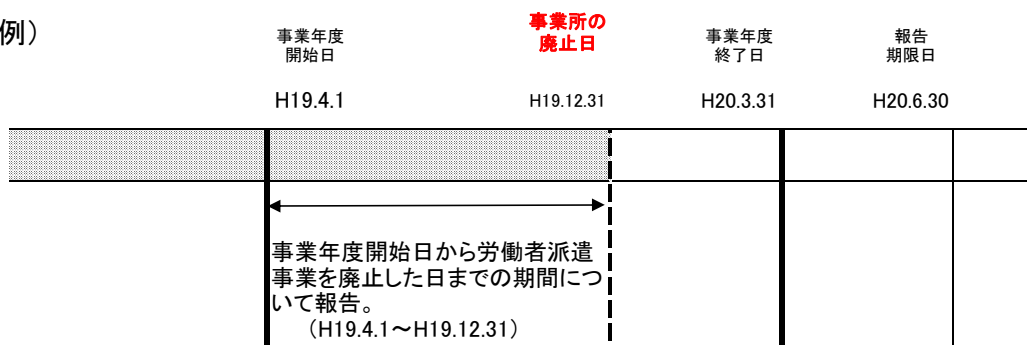 例）
事業年度
開始日
事業所の
廃止日
事業年度
終了日
報告
期限日
H19.4.1
H19.12.31
H20.3.31
H20.6.30
事業年度開始日から労働者派遣
事業を廃止した日までの期間につ
いて報告。
（H19.4.1～H19.12.31）